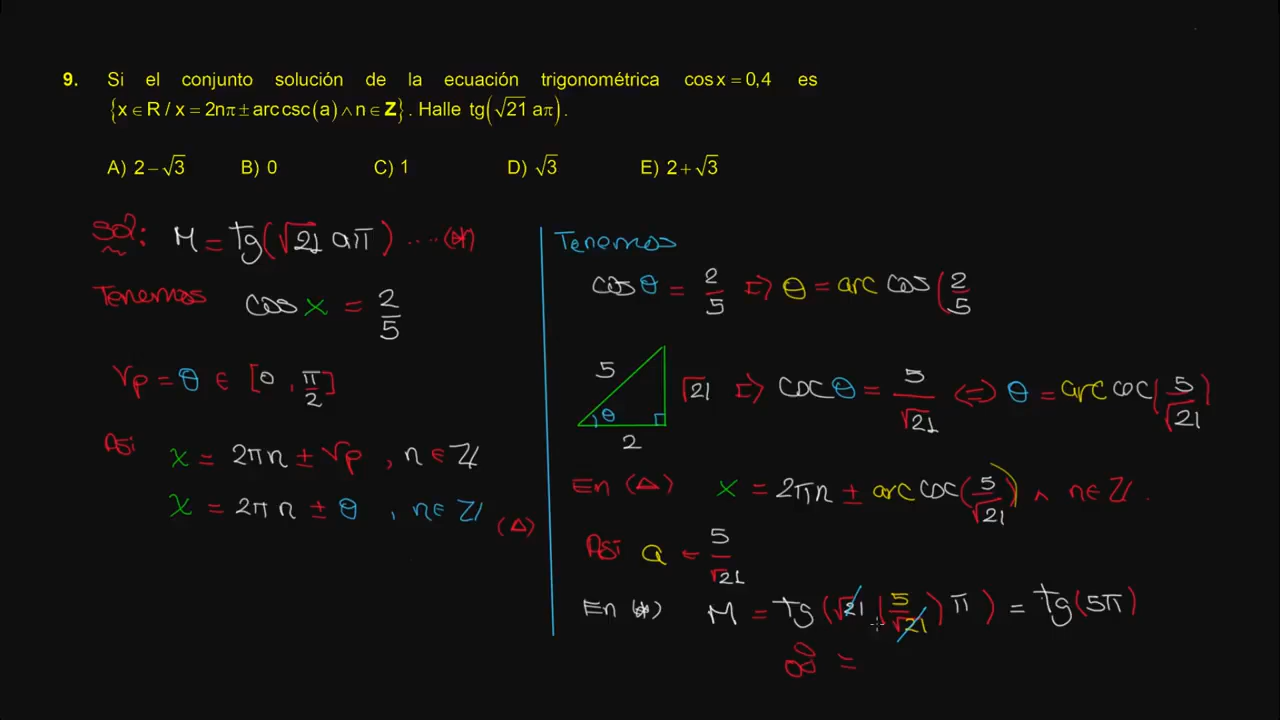 9. Si el conjunto solución de la ecuación trigonométrica cos x = 0,4 es
{x ∈ R / x = 2nπ ± arc csc(a) ∧ n ∈ Z}. Halle tg(√21 aπ).
A) 2 − √3 B) 0 C) 1 D) √3 E) 2 + √3
Sol: M = tg(√21 aπ) ....(*)
Tenemos cos x = 2/5
Vp = θ ∈ [0, π/2]
Asi x = 2πn ± Vp, n ∈ Z
x = 2πn ± θ, n ∈ Z (Δ)
Tenemos
cos θ = 2/5 ⇒ θ = arc cos(2/5
5 θ 2 √21 ⇒ csc θ = 5/√21 ⇔ θ = arc csc(5/√21)
En (Δ) x = 2πn ± arc csc(5/√21) ∧ n ∈ Z.
Asi a ← 5/√21
En (*) M = tg(√21 (5/√21) π) = tg(5π)
=